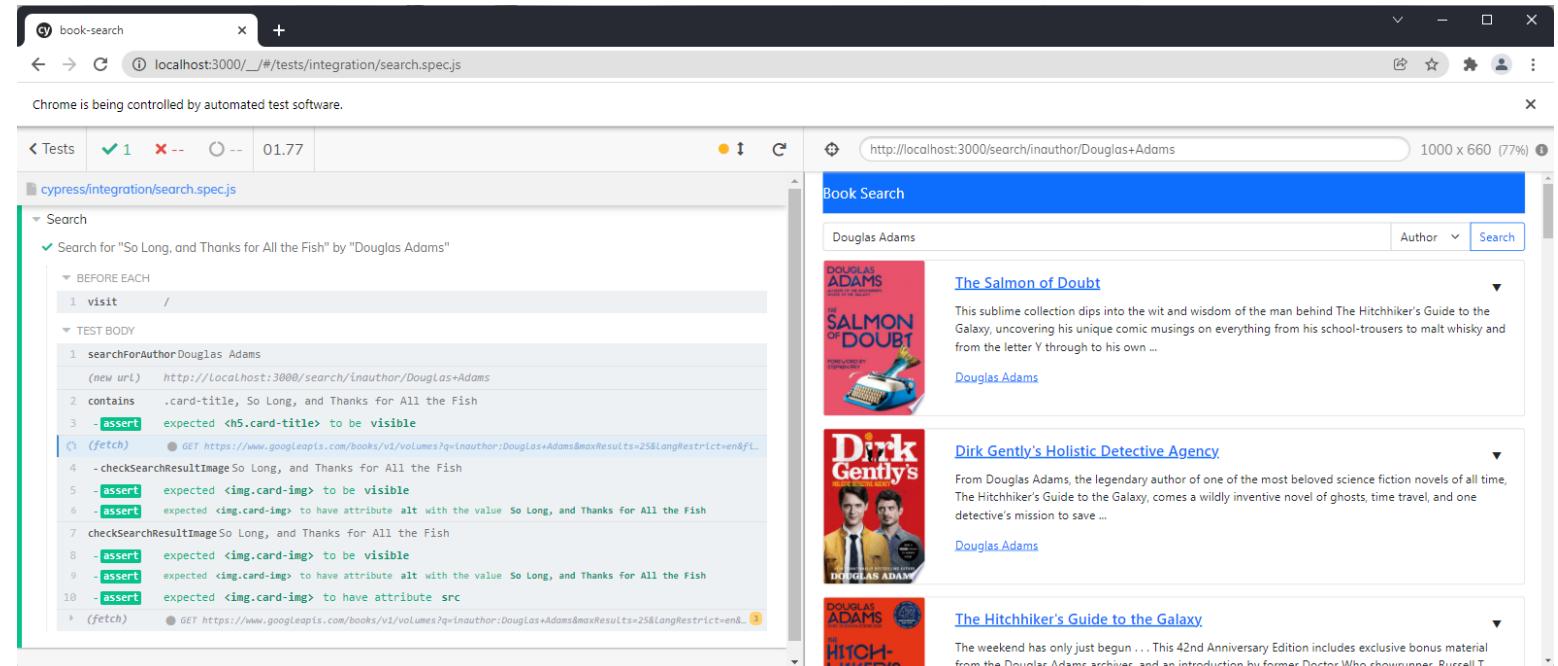 book-search
localhost:3000/__/#/tests/integration/search.spec.js
Chrome is being controlled by automated test software.
Tests 1 -- -- 01.77
http://localhost:3000/search/inauthor/Douglas+Adams 1000 x 660 (77%)
cypress/integration/search.spec.js
Search
Search for "So Long, and Thanks for All the Fish" by "Douglas Adams"
BEFORE EACH
1 visit /
TEST BODY
1 searchForAuthor Douglas Adams
(new url) http://localhost:3000/search/inauthor/Douglas+Adams
2 contains .card-title, So Long, and Thanks for All the Fish
3 -assert expected <h5.card-title> to be visible
(fetch) GET https://www.googleapis.com/books/v1/volumes?q=inauthor:Douglas+Adams&maxResults=25&langRestrict=en&fi…
4 -checkSearchResultImage So Long, and Thanks for All the Fish
5 -assert expected <img.card-img> to be visible
6 -assert expected <img.card-img> to have attribute alt with the value So Long, and Thanks for All the Fish
7 checkSearchResultImage So Long, and Thanks for All the Fish
8 -assert expected <img.card-img> to be visible
9 -assert expected <img.card-img> to have attribute alt with the value So Long, and Thanks for All the Fish
10 -assert expected <img.card-img> to have attribute src
(fetch) GET https://www.googleapis.com/books/v1/volumes?q=inauthor:Douglas+Adams&maxResults=25&langRestrict=en&… 3
Book Search
Douglas Adams Author Search
DOUGLAS
ADAMS
THE
SALMON
OF DOUBT
FOREWORD BY
STEPHEN FRY
The Salmon of Doubt
This sublime collection dips into the wit and wisdom of the man behind The Hitchhiker's Guide to the
Galaxy, uncovering his unique comic musings on everything from his school-trousers to malt whisky and
from the letter Y through to his own ...
Douglas Adams
Dirk
Gently's
HOLISTIC DETECTIVE AGENCY
DOUGLAS ADAMS
Dirk Gently's Holistic Detective Agency
From Douglas Adams, the legendary author of one of the most beloved science fiction novels of all time,
The Hitchhiker's Guide to the Galaxy, comes a wildly inventive novel of ghosts, time travel, and one
detective's mission to save ...
Douglas Adams
DOUGLAS
ADAMS
THE
HITCH-
The Hitchhiker's Guide to the Galaxy
The weekend has only just begun . . . This 42nd Anniversary Edition includes exclusive bonus material
from the Douglas Adams archives, and an introduction by former Doctor Who showrunner, Russell T